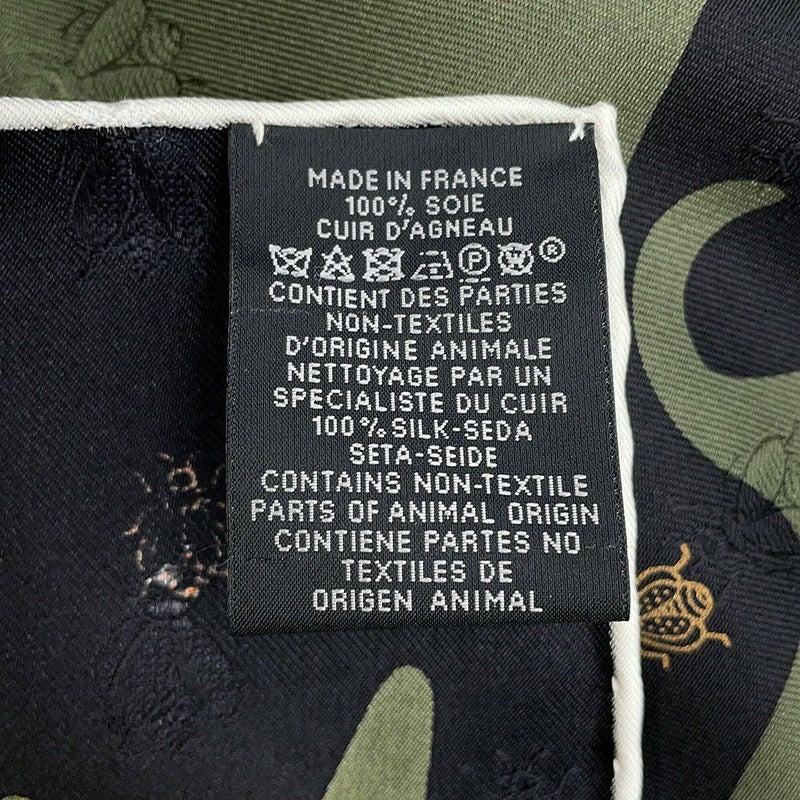 MADE IN FRANCE
100% SOIE
CUIR D'AGNEAU
P W ®
CONTIENT DES PARTIES
NON-TEXTILES
D'ORIGINE ANIMALE
NETTOYAGE PAR UN
SPECIALISTE DU CUIR
100% SILK-SEDA
SETA-SEIDE
CONTAINS NON-TEXTILE
PARTS OF ANIMAL ORIGIN
CONTIENE PARTES NO
TEXTILES DE
ORIGEN ANIMAL